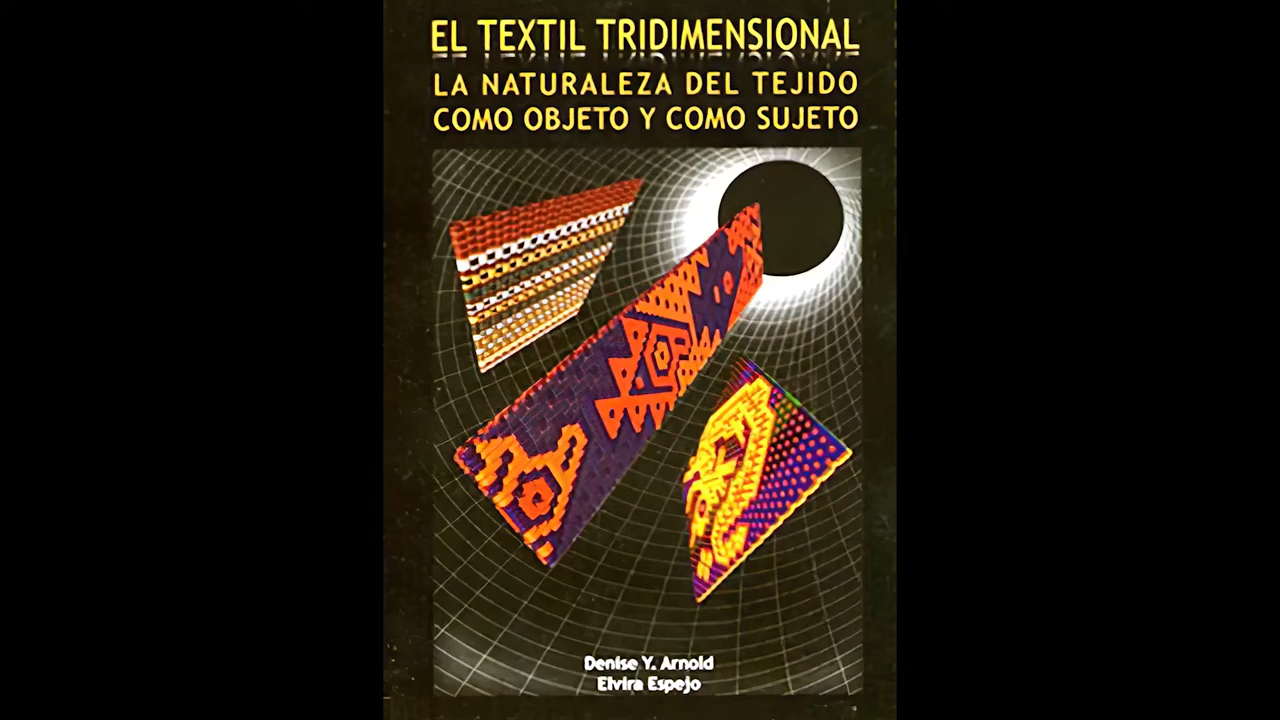 EL TEXTIL TRIDIMENSIONAL
LA NATURALEZA DEL TEJIDO
COMO OBJETO Y COMO SUJETO
Denise Y. Arnold
Elvira Espejo